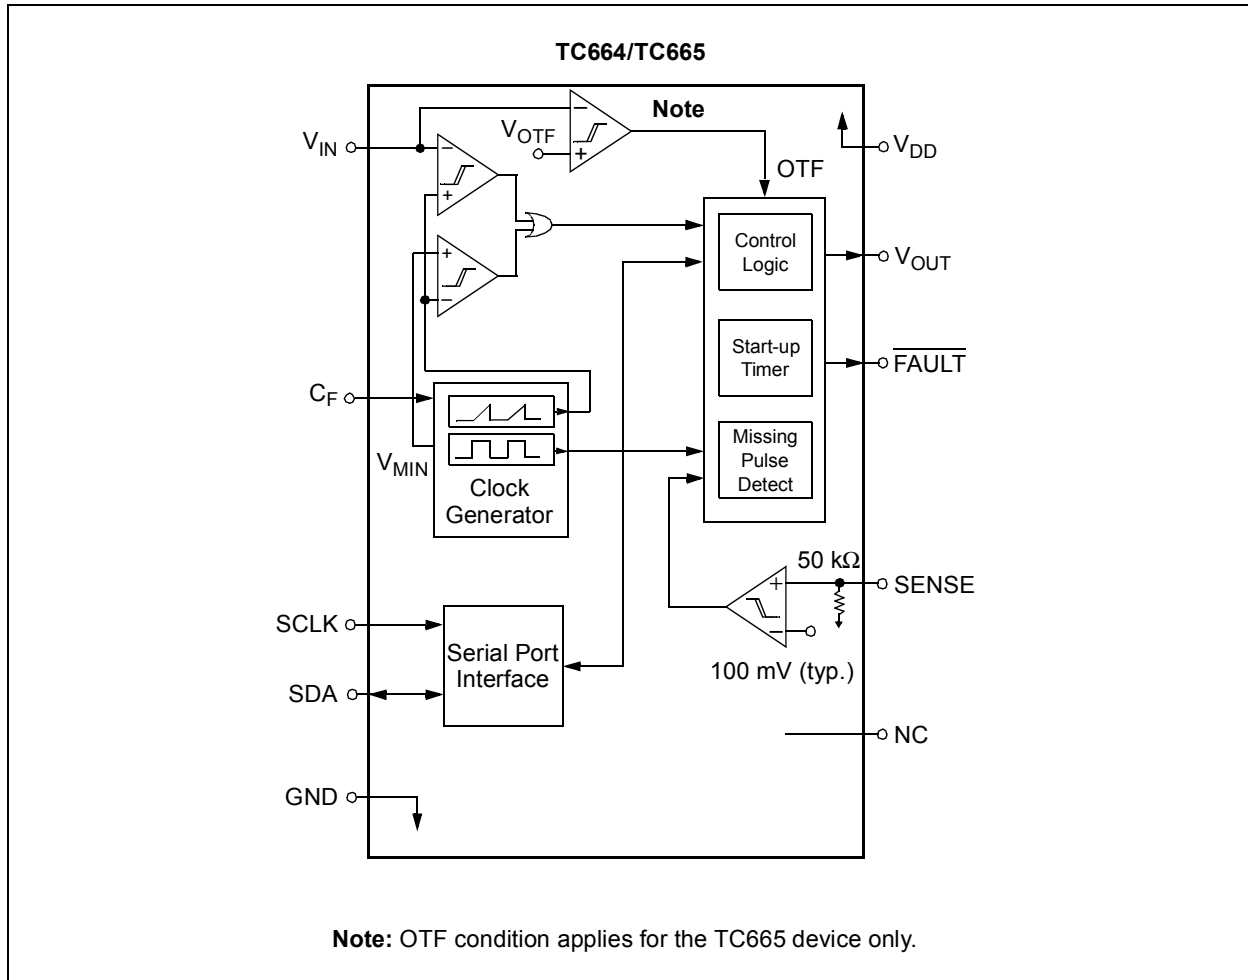 TC664/TC665
Note
VIN
VOTF
−
+
OTF
VDD
−
+
+
−
Control
Logic
VOUT
Start-up
Timer
FAULT
CF
VMIN
Clock
Generator
Missing
Pulse
Detect
50 kΩ
+
−
SENSE
100 mV (typ.)
SCLK
Serial Port
Interface
SDA
NC
GND
Note: OTF condition applies for the TC665 device only.